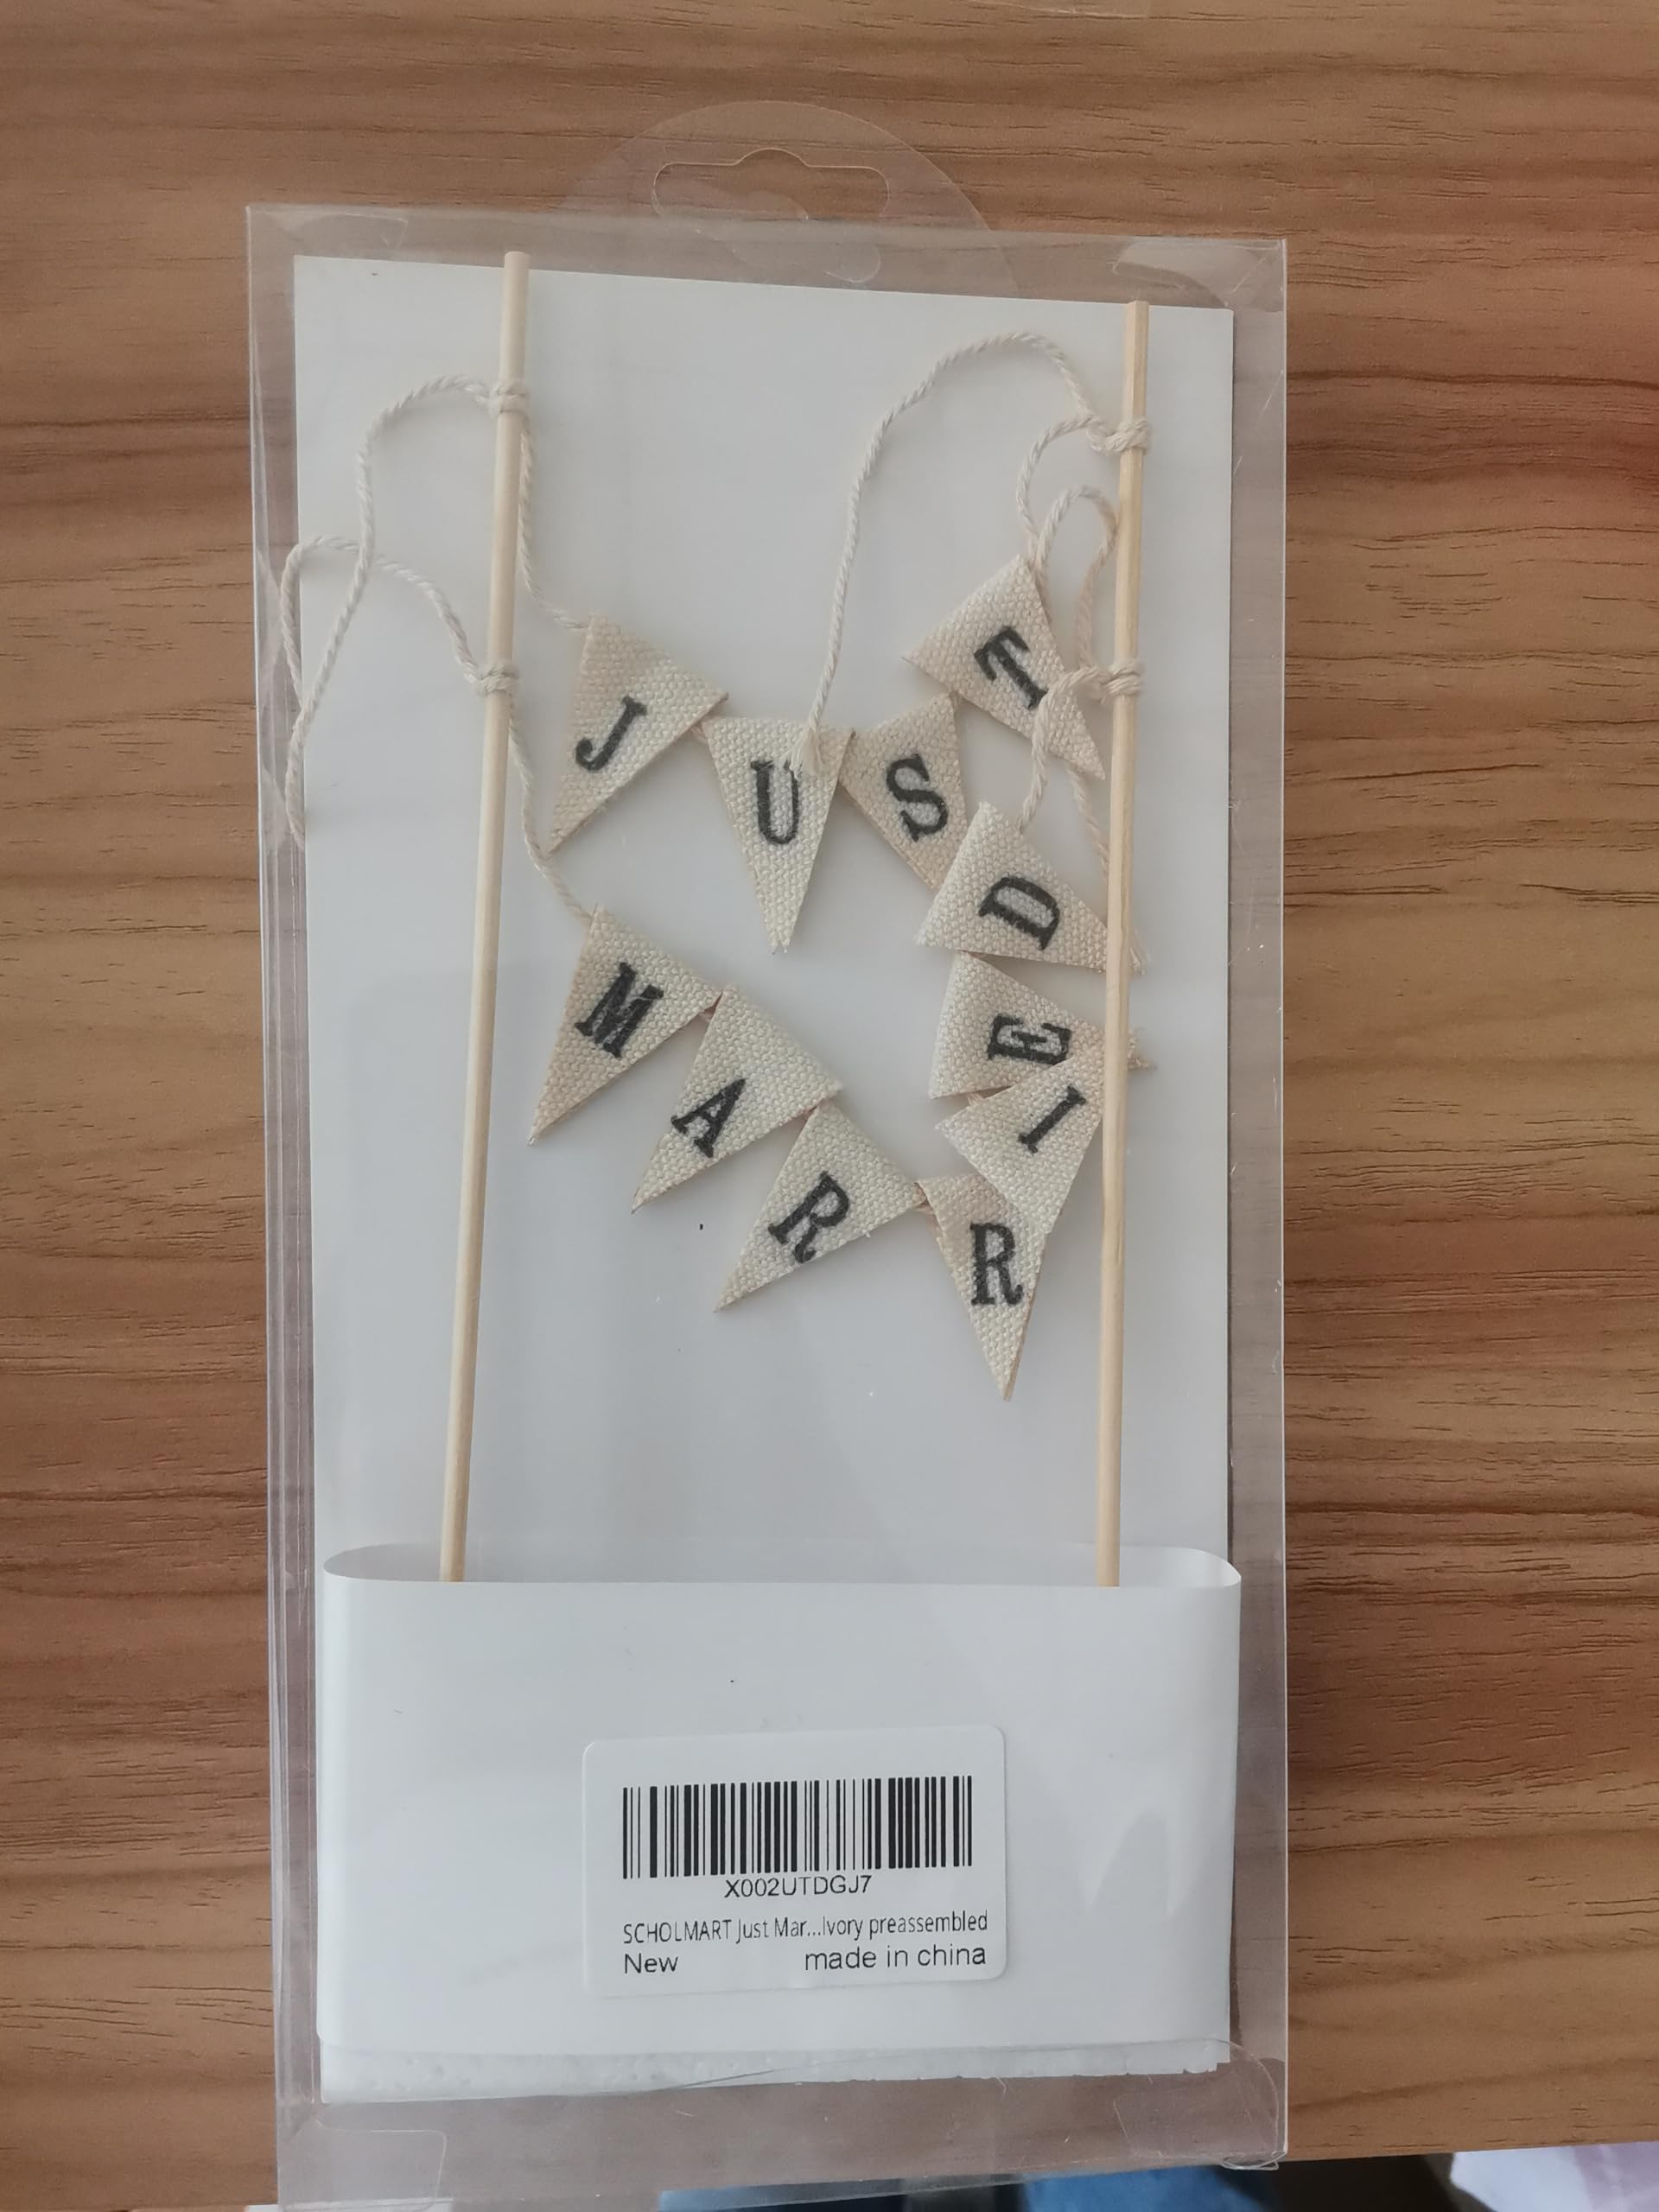 JUST
MARRIED
X002UTDGJ7
SCHOLMART Just Mar...Ivory preassembled
New made in china